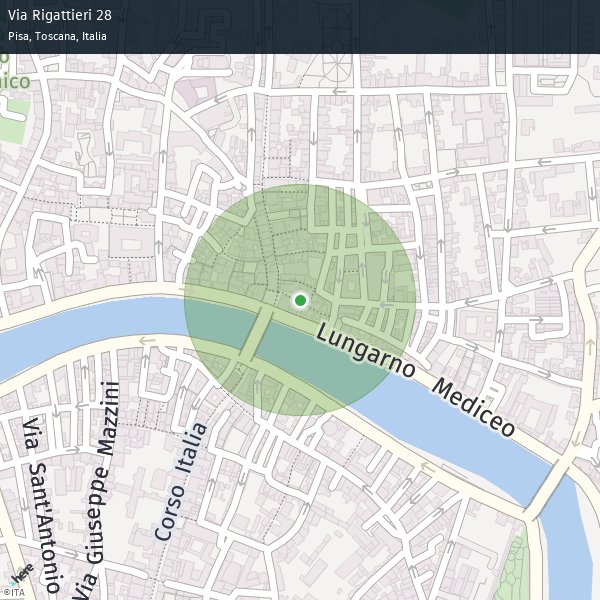 Via Rigattieri 28
Pisa, Toscana, Italia
o
nico
Lungarno Mediceo
Corso Italia
Via Giuseppe Mazzini
Via Sant'Antonio
here
©ITA